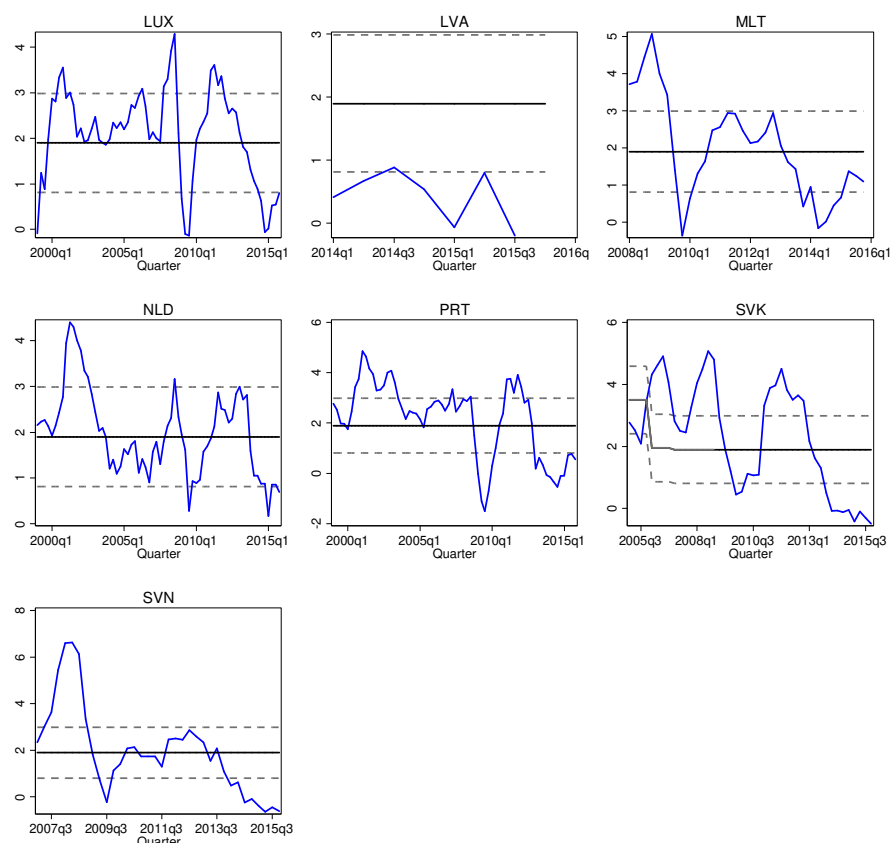 LUX
0 1 2 3 4
2000q1 2005q1 2010q1 2015q1
Quarter
LVA
0 1 2 3
2014q1 2014q3 2015q1 2015q3 2016q
Quarter
MLT
0 1 2 3 4 5
2008q1 2010q1 2012q1 2014q1 2016q1
Quarter
NLD
0 1 2 3 4
2000q1 2005q1 2010q1 2015q1
Quarter
PRT
-2 0 2 4 6
2000q1 2005q1 2010q1 2015q1
Quarter
SVK
0 2 4 6
2005q3 2008q1 2010q3 2013q1 2015q3
Quarter
SVN
0 2 4 6 8
2007q3 2009q3 2011q3 2013q3 2015q3
Quarter